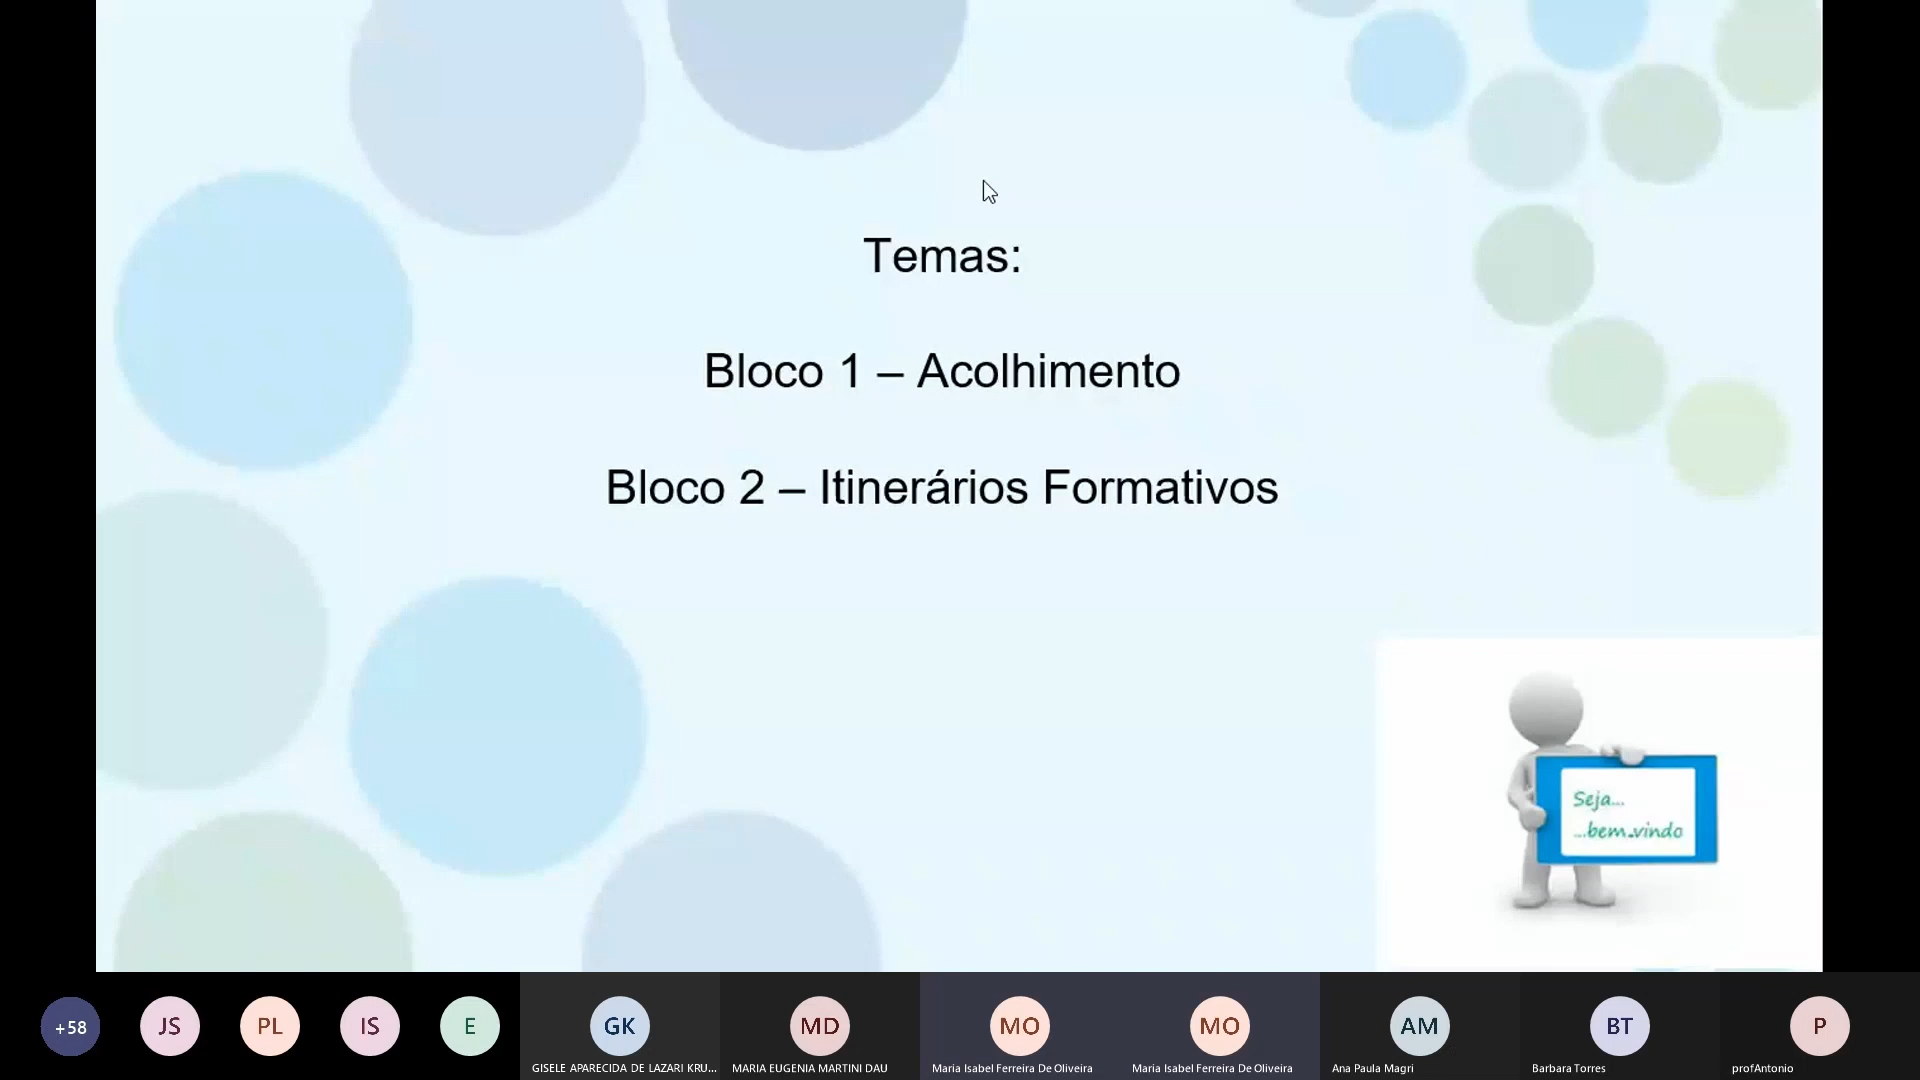 Temas:
Bloco 1 – Acolhimento
Bloco 2 – Itinerários Formativos
Seja...
...bem.vindo
+58
JS
PL
IS
E
GK
MD
MO
MO
AM
BT
P
GISELE APARECIDA DE LAZARI KRU...
MARIA EUGENIA MARTINI DAU
Maria Isabel Ferreira De Oliveira
Maria Isabel Ferreira De Oliveira
Ana Paula Magri
Barbara Torres
profAntonio